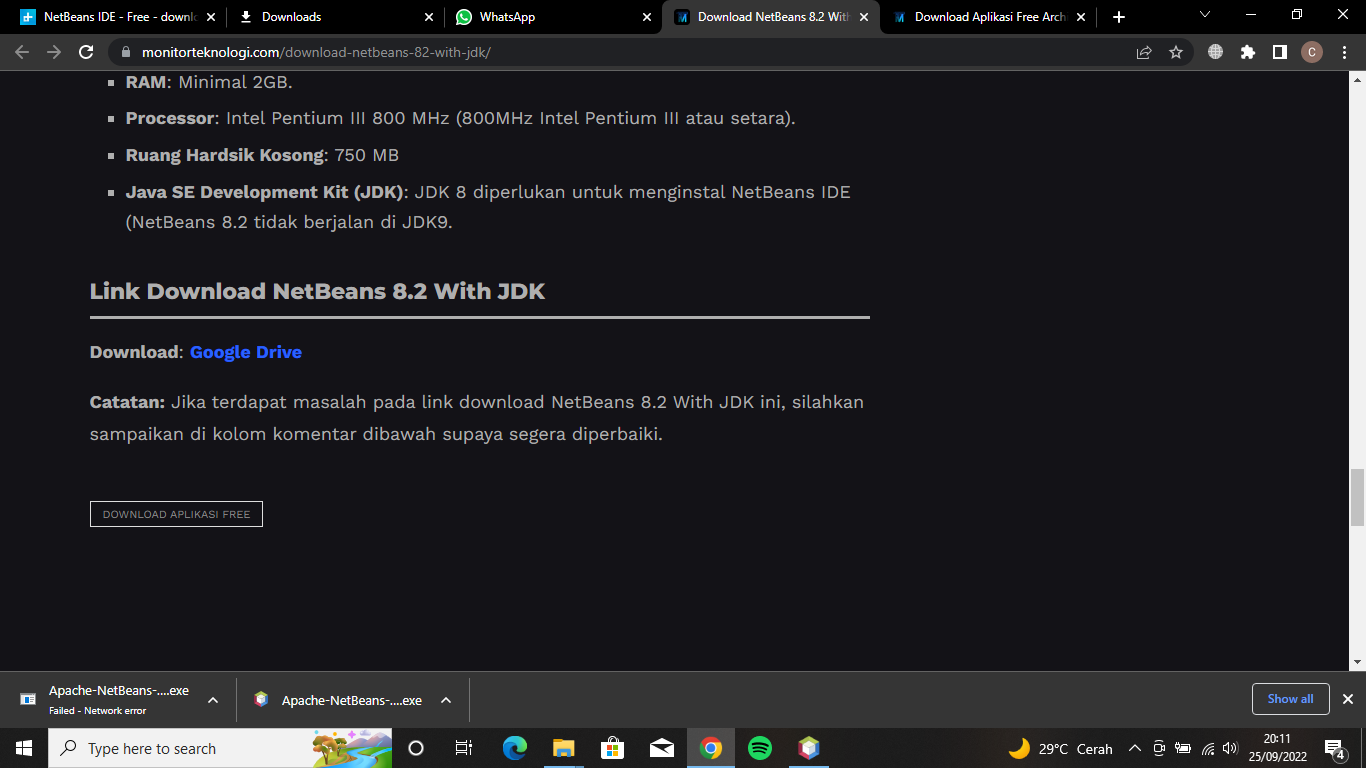 NetBeans IDE - Free - downl
Downloads
WhatsApp
Download NetBeans 8.2 With
Download Aplikasi Free Arch
monitorteknologi.com/download-netbeans-82-with-jdk/
C
RAM: Minimal 2GB.
Processor: Intel Pentium III 800 MHz (800MHz Intel Pentium III atau setara).
Ruang Hardsik Kosong: 750 MB
Java SE Development Kit (JDK): JDK 8 diperlukan untuk menginstal NetBeans IDE
(NetBeans 8.2 tidak berjalan di JDK9.
Link Download NetBeans 8.2 With JDK
Download: Google Drive
Catatan: Jika terdapat masalah pada link download NetBeans 8.2 With JDK ini, silahkan
sampaikan di kolom komentar dibawah supaya segera diperbaiki.
DOWNLOAD APLIKASI FREE
Apache-NetBeans-....exe
Failed - Network error
Apache-NetBeans-....exe
Show all
Type here to search
29°C Cerah
20:11
25/09/2022
4